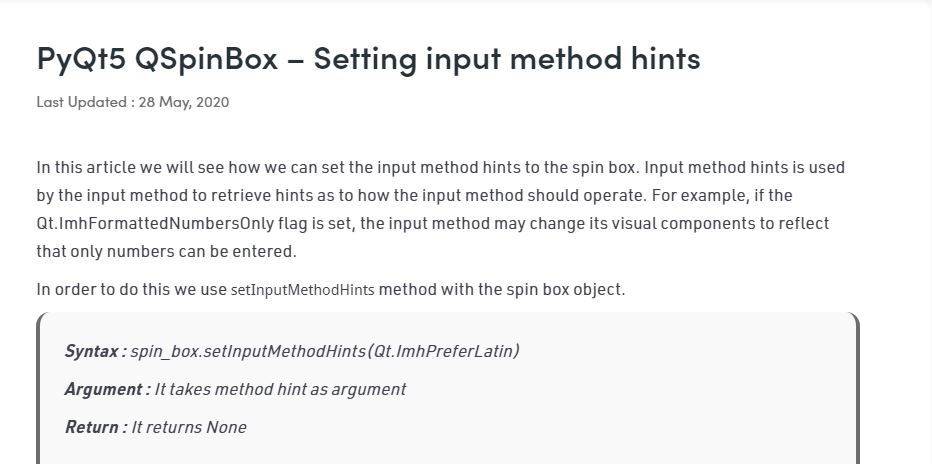 PyQt5 QSpinBox – Setting input method hints
Last Updated : 28 May, 2020
In this article we will see how we can set the input method hints to the spin box. Input method hints is used
by the input method to retrieve hints as to how the input method should operate. For example, if the
Qt.ImhFormattedNumbersOnly flag is set, the input method may change its visual components to reflect
that only numbers can be entered.
In order to do this we use setInputMethodHints method with the spin box object.
Syntax : spin_box.setInputMethodHints(Qt.ImhPreferLatin)
Argument : It takes method hint as argument
Return : It returns None